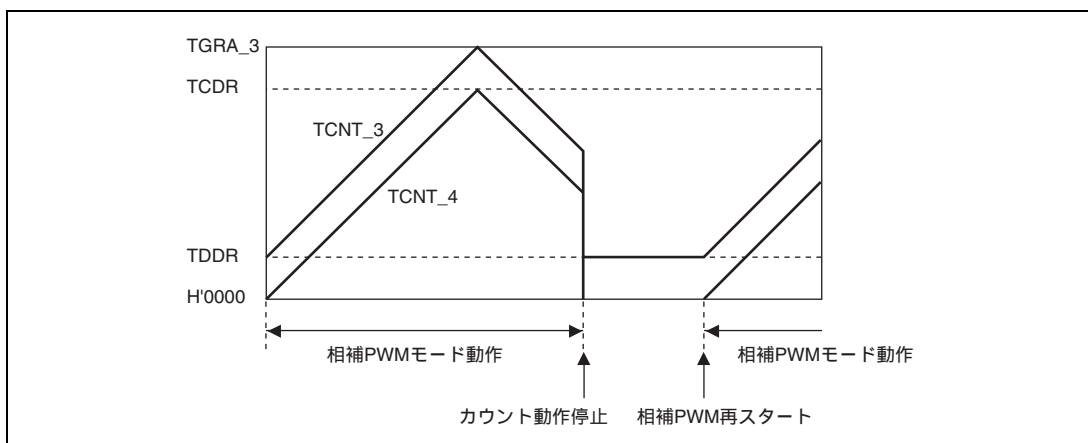 TGRA_3
TCDR
TCNT_3
TCNT_4
TDDR
H'0000
相補PWMモード動作
相補PWMモード動作
カウント動作停止
相補PWM再スタート